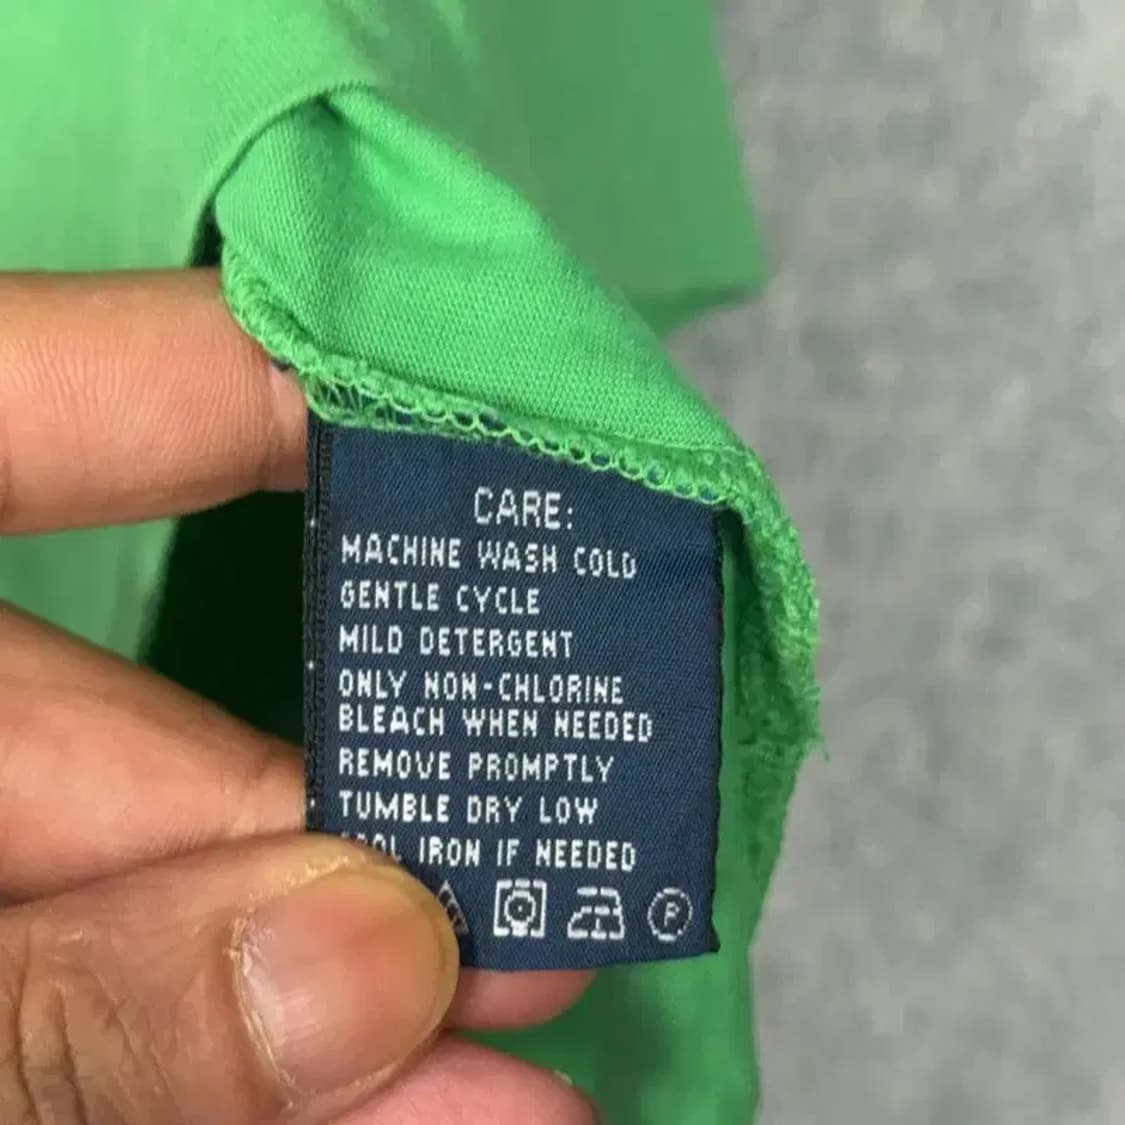 CARE:
MACHINE WASH COLD
GENTLE CYCLE
MILD DETERGENT
ONLY NON-CHLORINE
BLEACH WHEN NEEDED
REMOVE PROMPTLY
TUMBLE DRY LOW
IRON IF NEEDED
P